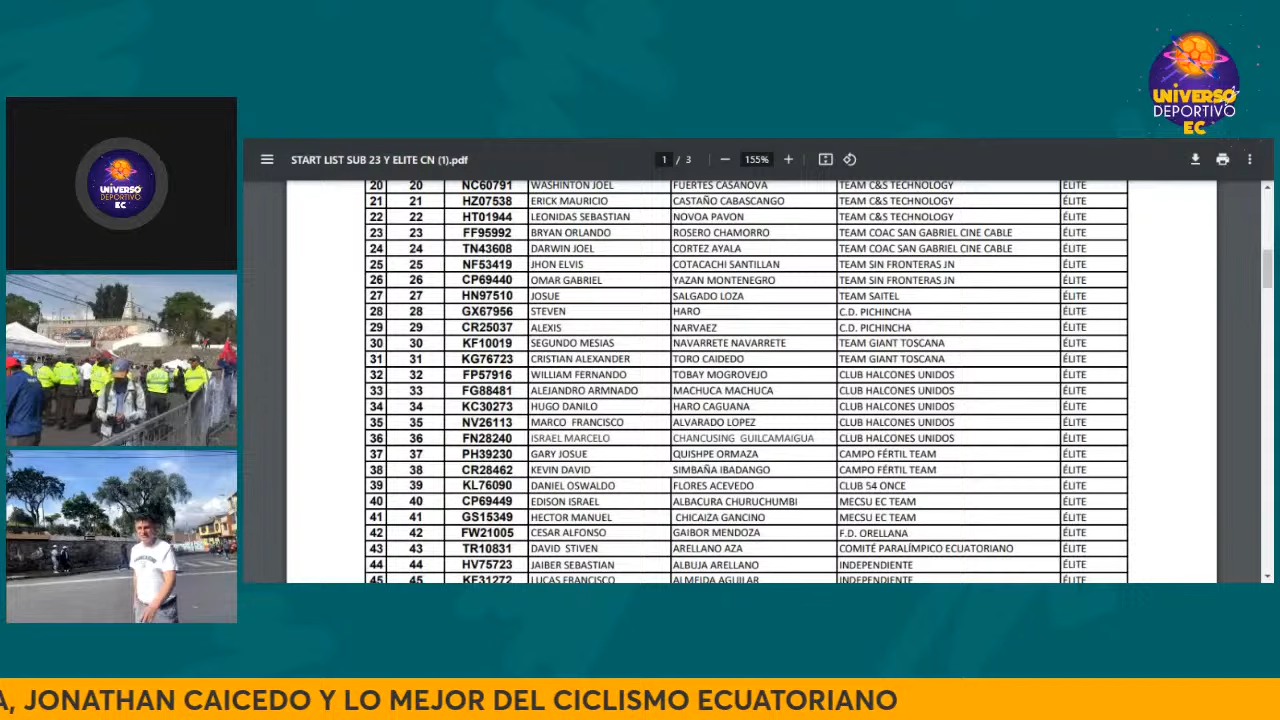 UNIVERSO
DEPORTIVO
EC
UNIVERSO
DEPORTIVO
EC
START LIST SUB 23 Y ELITE CN (1).pdf
1 / 3
155%
20 20 NC60791 WASHINTON JOEL FUERTES CASANOVA TEAM C&S TECHNOLOGY ÉLITE
21 21 HZ07538 ERICK MAURICIO CASTAÑO CABASCANGO TEAM C&S TECHNOLOGY ÉLITE
22 22 HT01944 LEONIDAS SEBASTIAN NOVOA PAVON TEAM C&S TECHNOLOGY ÉLITE
23 23 FF95992 BRYAN ORLANDO ROSERO CHAMORRO TEAM COAC SAN GABRIEL CINE CABLE ÉLITE
24 24 TN43608 DARWIN JOEL CORTEZ AYALA TEAM COAC SAN GABRIEL CINE CABLE ÉLITE
25 25 NF53419 JHON ELVIS COTACACHI SANTILLAN TEAM SIN FRONTERAS JN ÉLITE
26 26 CP69440 OMAR GABRIEL YAZAN MONTENEGRO TEAM SIN FRONTERAS JN ÉLITE
27 27 HN97510 JOSUE SALGADO LOZA TEAM SAITEL ÉLITE
28 28 GX67956 STEVEN HARO C.D. PICHINCHA ÉLITE
29 29 CR25037 ALEXIS NARVAEZ C.D. PICHINCHA ÉLITE
30 30 KF10019 SEGUNDO MESIAS NAVARRETE NAVARRETE TEAM GIANT TOSCANA ÉLITE
31 31 KG76723 CRISTIAN ALEXANDER TORO CAIDEDO TEAM GIANT TOSCANA ÉLITE
32 32 FP57916 WILLIAM FERNANDO TOBAY MOGROVEJO CLUB HALCONES UNIDOS ÉLITE
33 33 FG88481 ALEJANDRO ARMNADO MACHUCA MACHUCA CLUB HALCONES UNIDOS ÉLITE
34 34 KC30273 HUGO DANILO HARO CAGUANA CLUB HALCONES UNIDOS ÉLITE
35 35 NV26113 MARCO FRANCISCO ALVARADO LOPEZ CLUB HALCONES UNIDOS ÉLITE
36 36 FN28240 ISRAEL MARCELO CHANCUSING GUILCAMAIGUA CLUB HALCONES UNIDOS ÉLITE
37 37 PH39230 GARY JOSUE QUISHPE ORMAZA CAMPO FÉRTIL TEAM ÉLITE
38 38 CR28462 KEVIN DAVID SIMBAÑA IBADANGO CAMPO FÉRTIL TEAM ÉLITE
39 39 KL76090 DANIEL OSWALDO FLORES ACEVEDO CLUB 54 ONCE ÉLITE
40 40 CP69449 EDISON ISRAEL ALBACURA CHURUCHUMBI MECSU EC TEAM ÉLITE
41 41 GS15349 HECTOR MANUEL CHICAIZA GANCINO MECSU EC TEAM ÉLITE
42 42 FW21005 CESAR ALFONSO GAIBOR MENDOZA F.D. ORELLANA ÉLITE
43 43 TR10831 DAVID STIVEN ARELLANO AZA COMITÉ PARALÍMPICO ECUATORIANO ÉLITE
44 44 HV75723 JAIBER SEBASTIAN ALBUJA ARELLANO INDEPENDIENTE ÉLITE
45 45 KF31272 LUCAS FRANCISCO ALMEIDA AGUILAR INDEPENDIENTE ÉLITE
A, JONATHAN CAICEDO Y LO MEJOR DEL CICLISMO ECUATORIANO